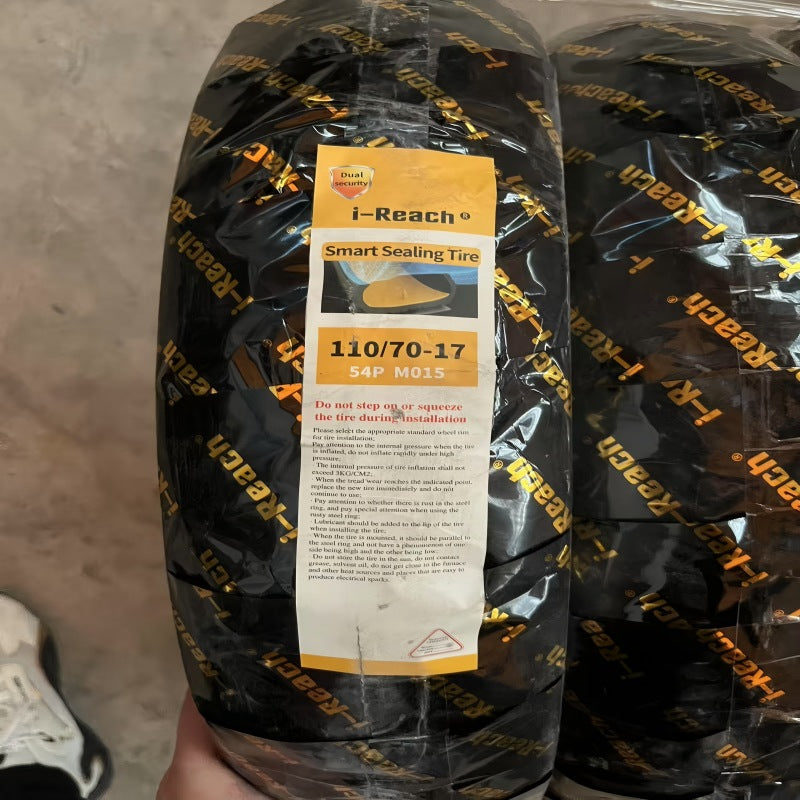 Dual
security
i-Reach®
Smart Sealing Tire
110/70-17
54P M015
Do not step on or squeeze
the tire during installation
Please select the appropriate standard wheel rim
for tire installation;
· Pay attention to the internal pressure when the tire
is inflated, do not inflate rapidly under high
pressure;
· The internal pressure of tire inflation shall not
exceed 3KG/CM2;
· When the tread wear reaches the indicated point,
replace the new tire immediately and do not
continue to use;
· Pay attention to whether there is rust in the steel
ring, and pay special attention when using the
rusty steel ring;
· Lubricant should be added to the lip of the tire
when installing the tire;
· When the tire is mounted, it should be parallel to
the steel ring and not have a phenomenon of one
side being high and the other being low;
· Do not store the tire in the sun, do not contact
grease, solvent oil, do not get close to the furnace
and other heat sources and places that are easy to
produce electrical sparks.
i-Reach®
i-Reach®
i-Reach®
i-Reach®
i-Reach®
i-Reach®
i-Reach®
i-Reach®